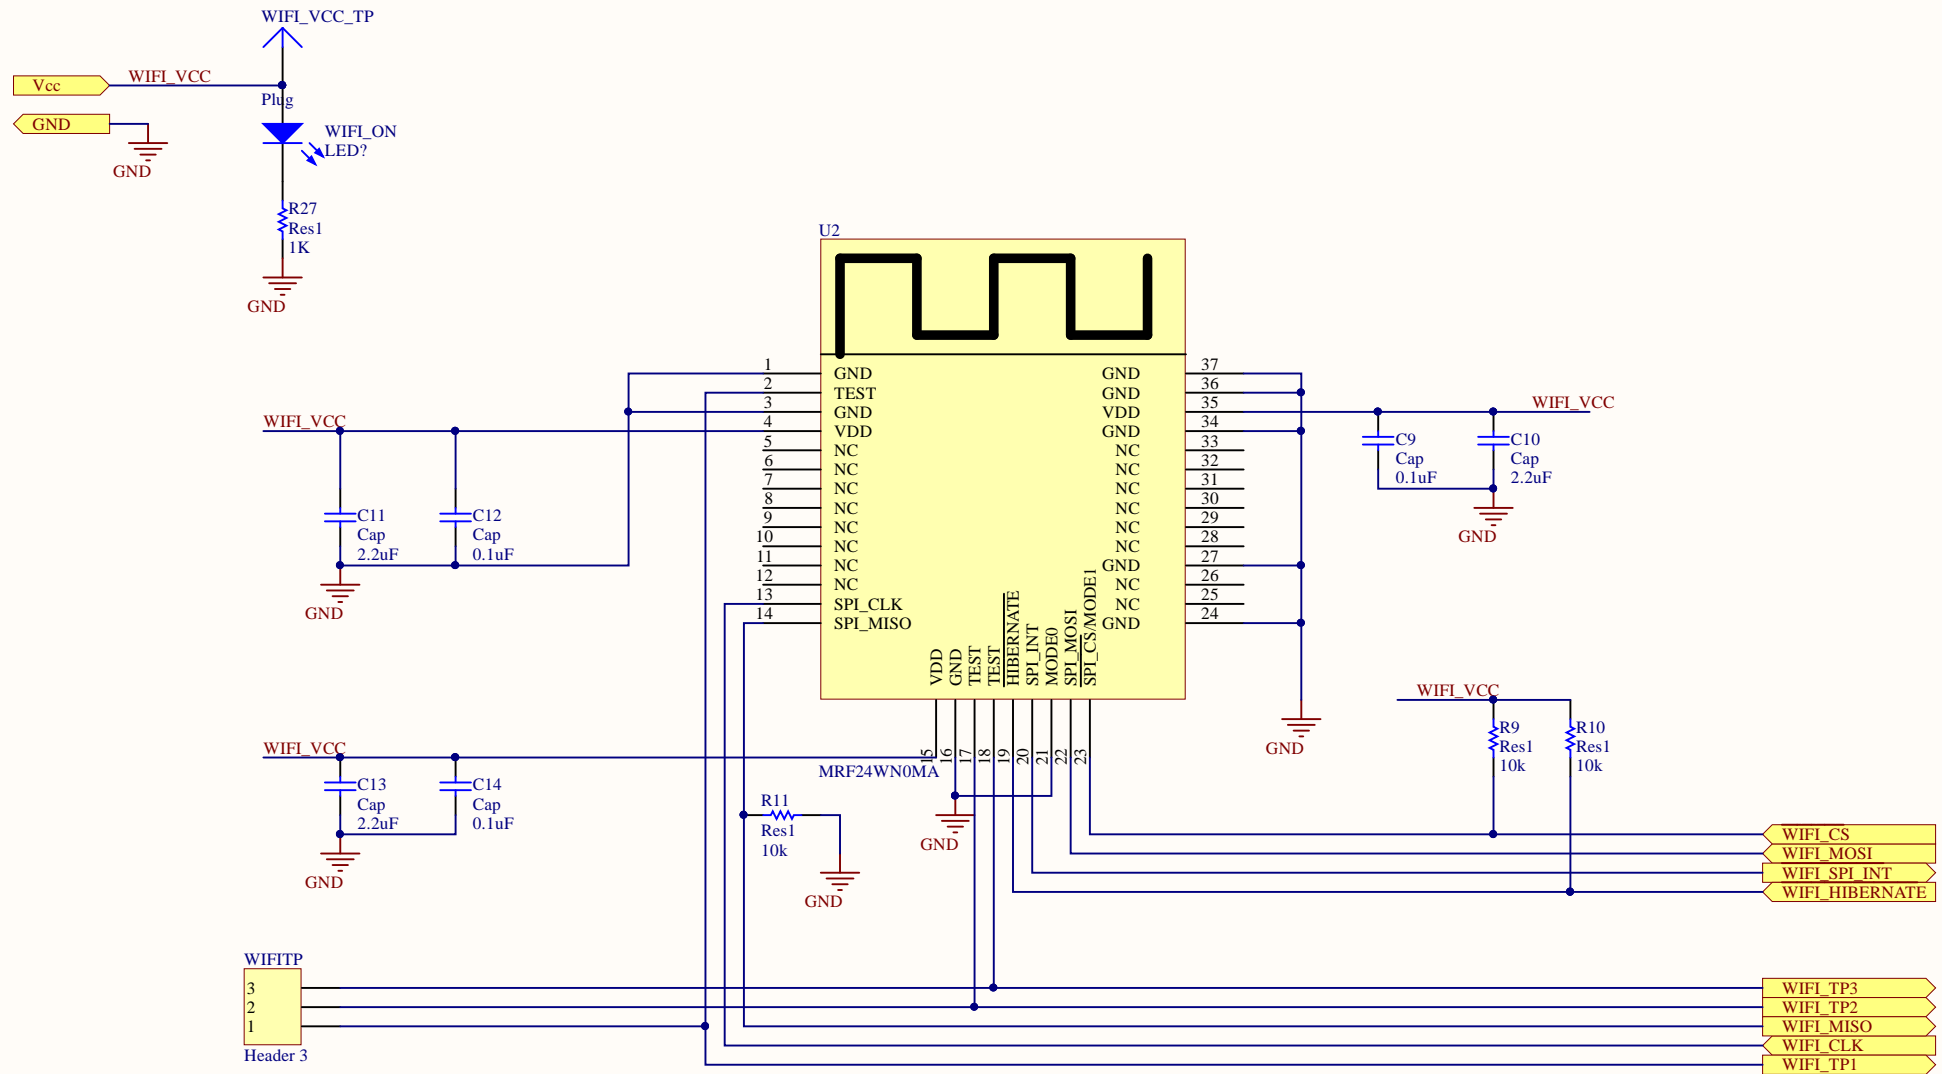 WIFI_VCC_TP
Vcc
WIFI_VCC
Plug
GND
GND
WIFI_ON
LED?
R27
Res1
1K
GND
U2
1
GND
2
TEST
3
GND
4
VDD
5
NC
6
NC
7
NC
8
NC
9
NC
10
NC
11
NC
12
NC
13
SPI_CLK
14
SPI_MISO
37
GND
36
GND
35
VDD
34
GND
33
NC
32
NC
31
NC
30
NC
29
NC
28
NC
27
GND
26
NC
25
NC
24
GND
VDD
GND
TEST
TEST
HIBERNATE
SPI_INT
MODE0
SPI_MOSI
SPI_CS/MODE1
15
16
17
18
19
20
21
22
23
MRF24WN0MA
WIFI_VCC
C11
Cap
2.2uF
C12
Cap
0.1uF
GND
WIFI_VCC
C9
Cap
0.1uF
C10
Cap
2.2uF
GND
GND
WIFI_VCC
C13
Cap
2.2uF
C14
Cap
0.1uF
GND
R11
Res1
10k
GND
GND
WIFI_VCC
R9
Res1
10k
R10
Res1
10k
WIFI_CS
WIFI_MOSI
WIFI_SPI_INT
WIFI_HIBERNATE
WIFITP
3
2
1
Header 3
WIFI_TP3
WIFI_TP2
WIFI_MISO
WIFI_CLK
WIFI_TP1